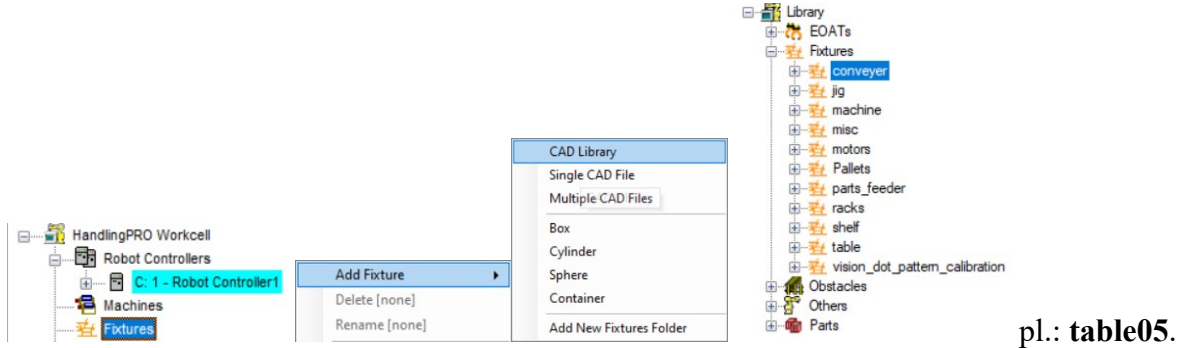 HandlingPRO Workcell
Robot Controllers
C: 1 - Robot Controller1
Machines
Fixtures
Add Fixture
Delete [none]
Rename [none]
CAD Library
Single CAD File
Multiple CAD Files
Box
Cylinder
Sphere
Container
Add New Fixtures Folder
Library
EOATs
Fixtures
conveyer
jig
machine
misc
motors
Pallets
parts_feeder
racks
shelf
table
vision_dot_pattern_calibration
Obstacles
Others
Parts
pl.: table05.